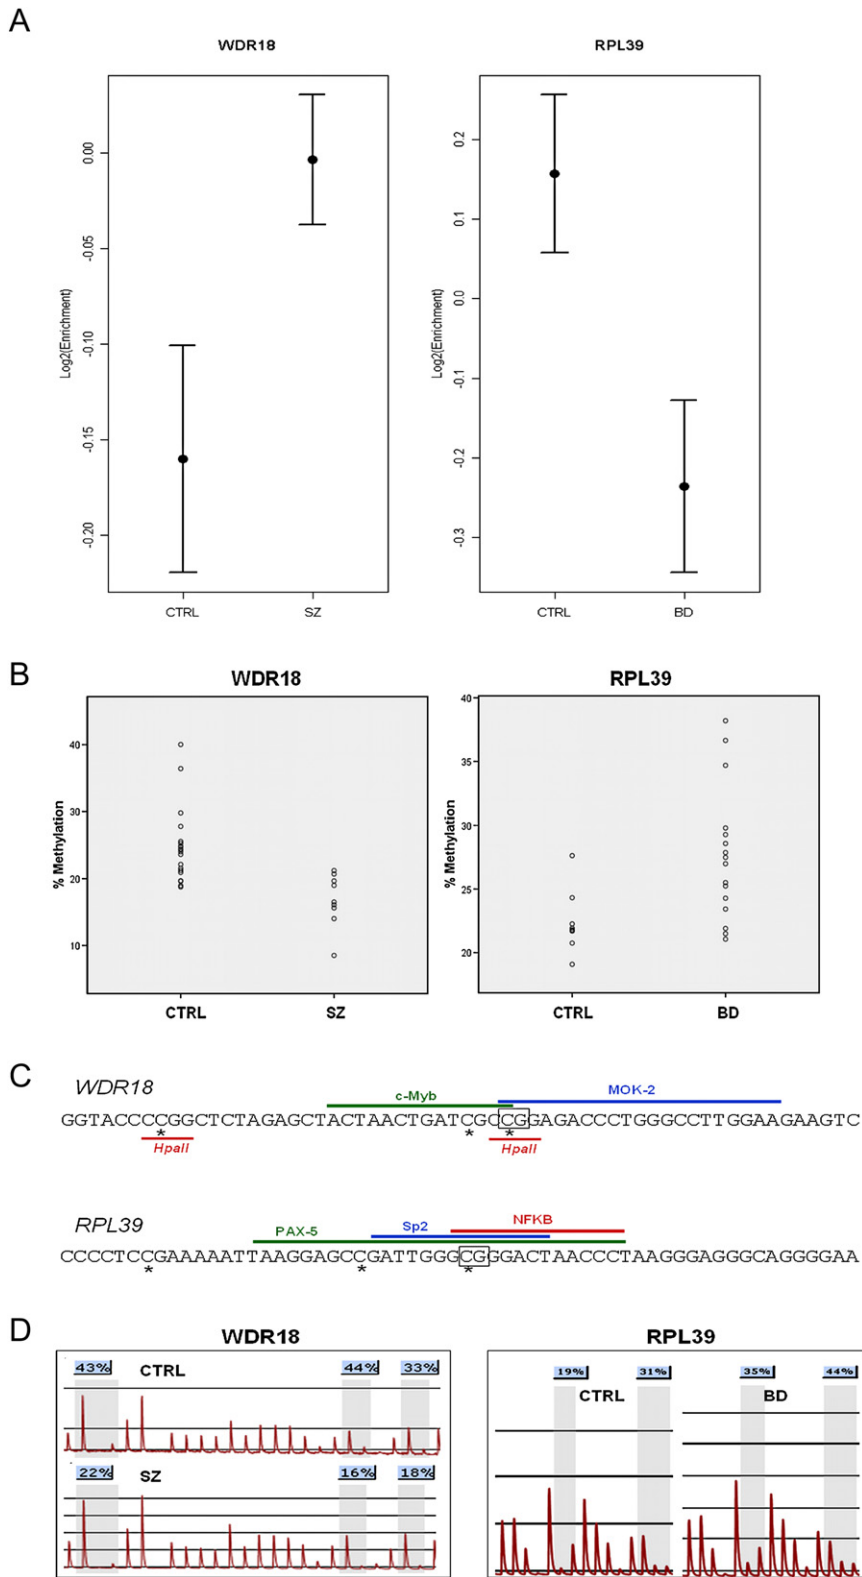 A
WDR18
RPL39
Log2(Enrichment)
0.00
-0.05
-0.10
-0.15
-0.20
CTRL
SZ
Log2(Enrichment)
0.2
0.1
0.0
-0.1
-0.2
-0.3
CTRL
BD
B
WDR18
RPL39
% Methylation
40
30
20
10
CTRL
SZ
% Methylation
40
35
30
25
20
CTRL
BD
C
WDR18
c-Myb
MOK-2
GGTACCCCCGGCTCTAGAGCTACTAACTGATCGCCGGAGACCCTGGGCCTTGGAAGAAGTC
* * *
HpaII HpaII
RPL39
PAX-5
Sp2
NFKB
CCCCTCCGAAAAATTAAGGAGCCGATTGGGCGGGACTAACCCTAAGGGAGGGCAGGGGAA
* * *
D
WDR18
RPL39
43%
CTRL
44%
33%
22%
SZ
16%
18%
19%
31%
CTRL
35%
44%
BD